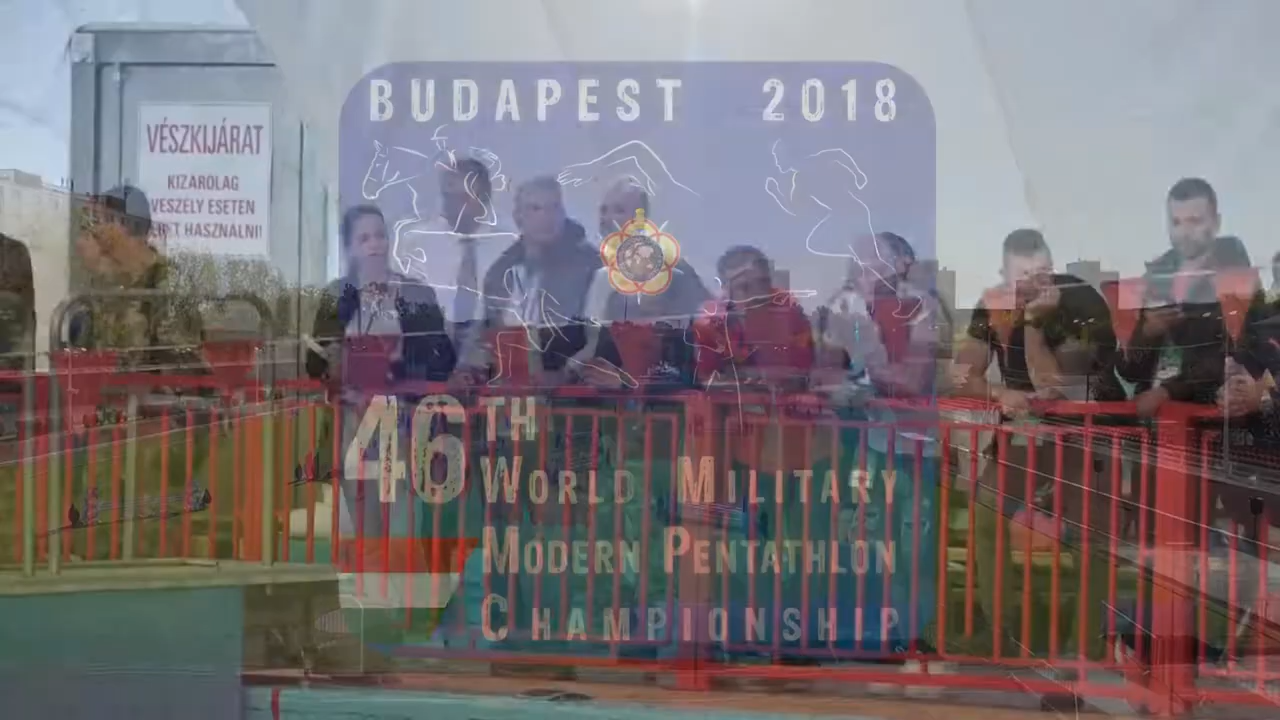 BUDAPEST 2018
VÉSZKIJÁRAT
KIZAROLAG
VESZELY ESETEN
HASZNÁLNI!
46TH
WORLD MILITARY
MODERN PENTATHLON
CHAMPIONSHIP